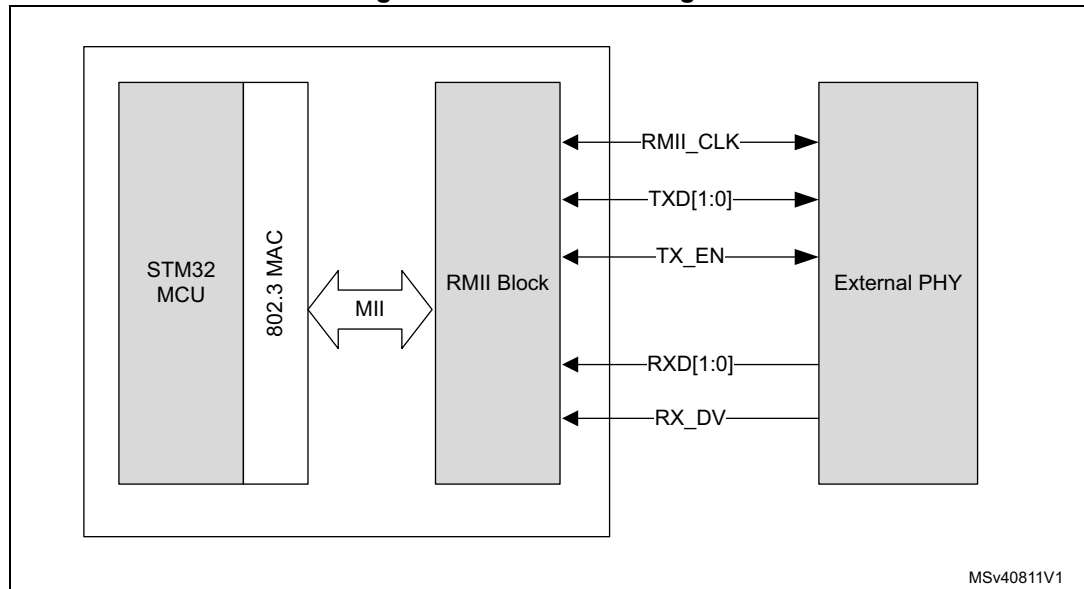 STM32
MCU
802.3 MAC
MII
RMII Block
RMII_CLK
TXD[1:0]
TX_EN
RXD[1:0]
RX_DV
External PHY
MSv40811V1